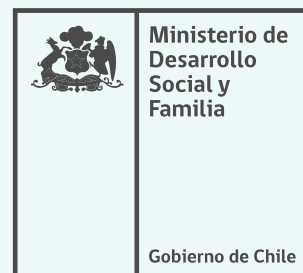 Ministerio de
Desarrollo
Social y
Familia
Gobierno de Chile